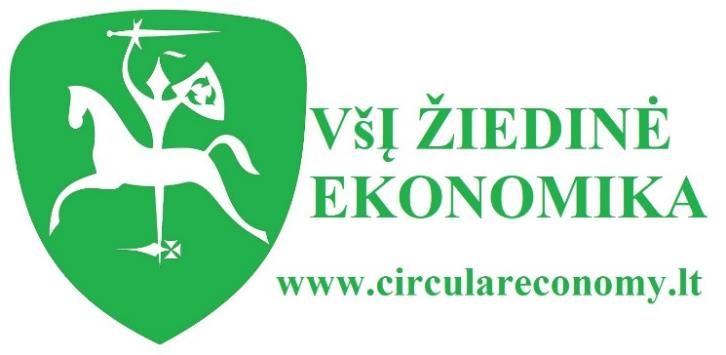 VšĮ ŽIEDINĖ
EKONOMIKA
www.circulareconomy.lt